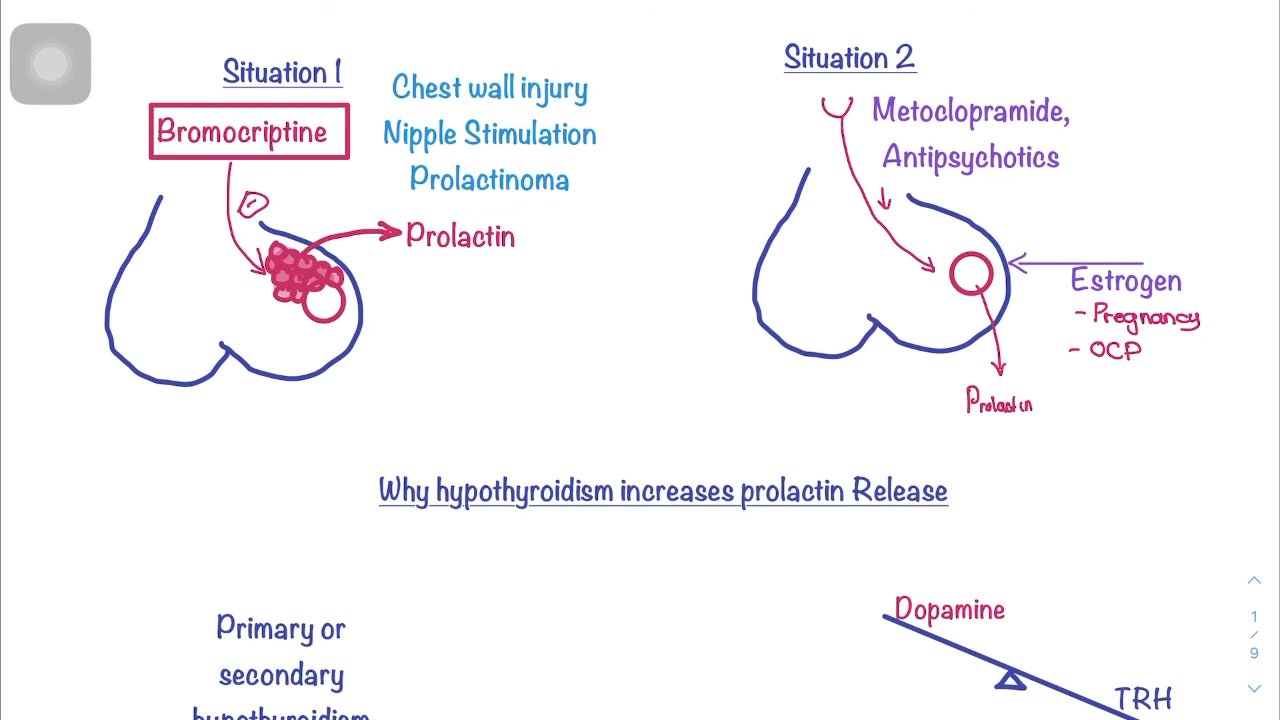 Situation 1
Bromocriptine
Chest wall injury
Nipple Stimulation
Prolactinoma
Prolactin
Situation 2
Metoclopramide,
Antipsychotics
Estrogen
- Pregnancy
- OCP
Prolactin
Why hypothyroidism increases prolactin Release
Primary or
secondary
hypothyroidism
Dopamine
TRH
1
/
9